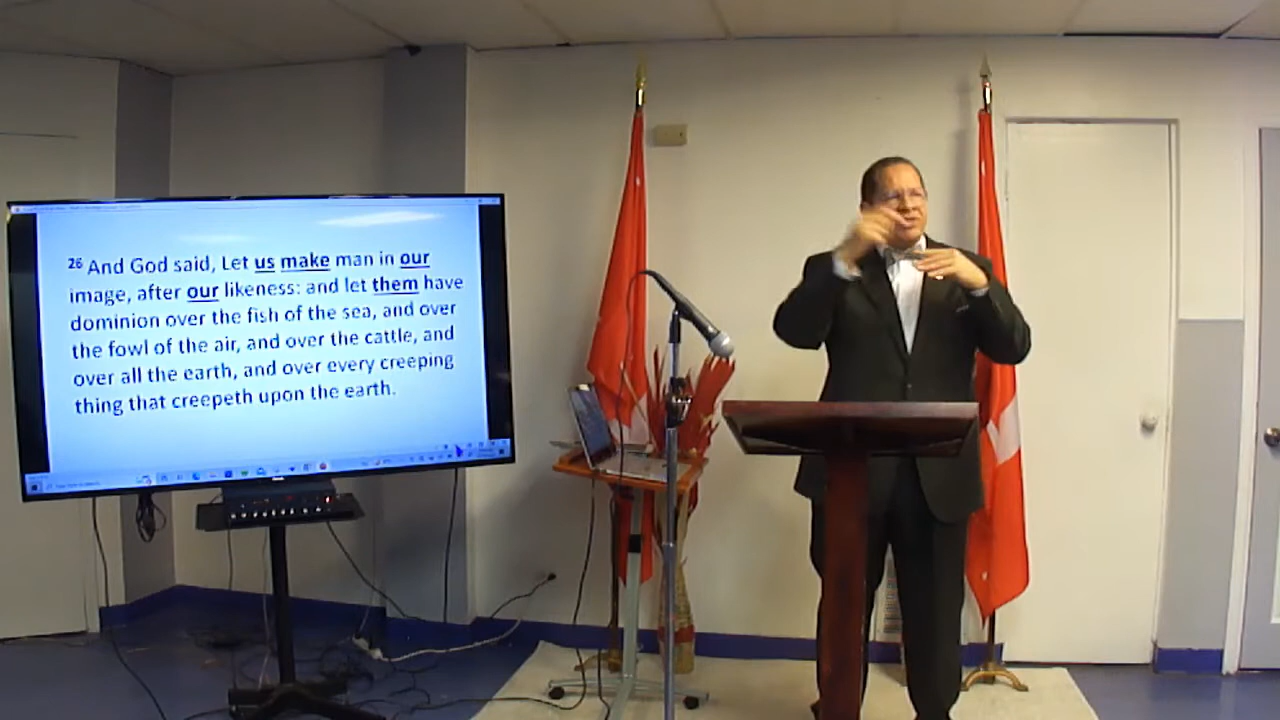 26 And God said, Let us make man in our
image, after our likeness: and let them have
dominion over the fish of the sea, and over
the fowl of the air, and over the cattle, and
over all the earth, and over every creeping
thing that creepeth upon the earth.